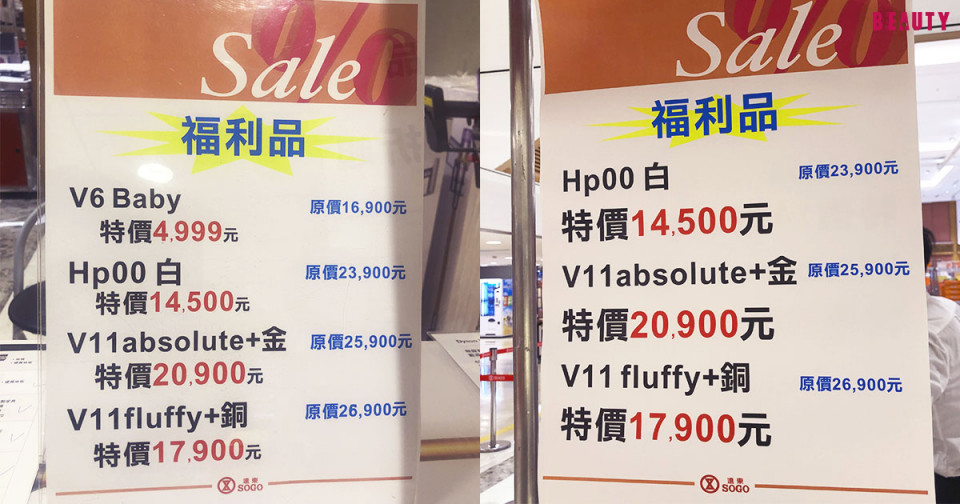 Sale
福利品
V6 Baby 原價16,900元
特價4,999元
Hp00 白 原價23,900元
特價14,500元
V11absolute+金 原價25,900元
特價20,900元
V11fluffy+銅 原價26,900元
特價17,900元
遠東
SOGO
BEAUTY
Sale
福利品
Hp00 白 原價23,900元
特價14,500元
V11absolute+金 原價25,900元
特價20,900元
V11 fluffy+銅 原價26,900元
特價17,900元
遠東
SOGO